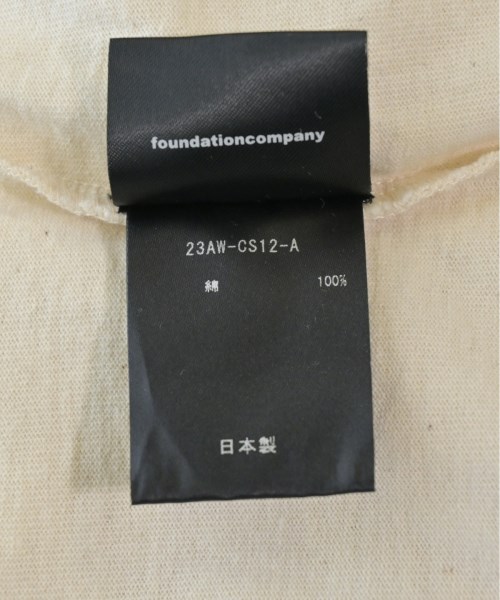 foundationcompany
23AW-CS12-A
綿 100%
日本製